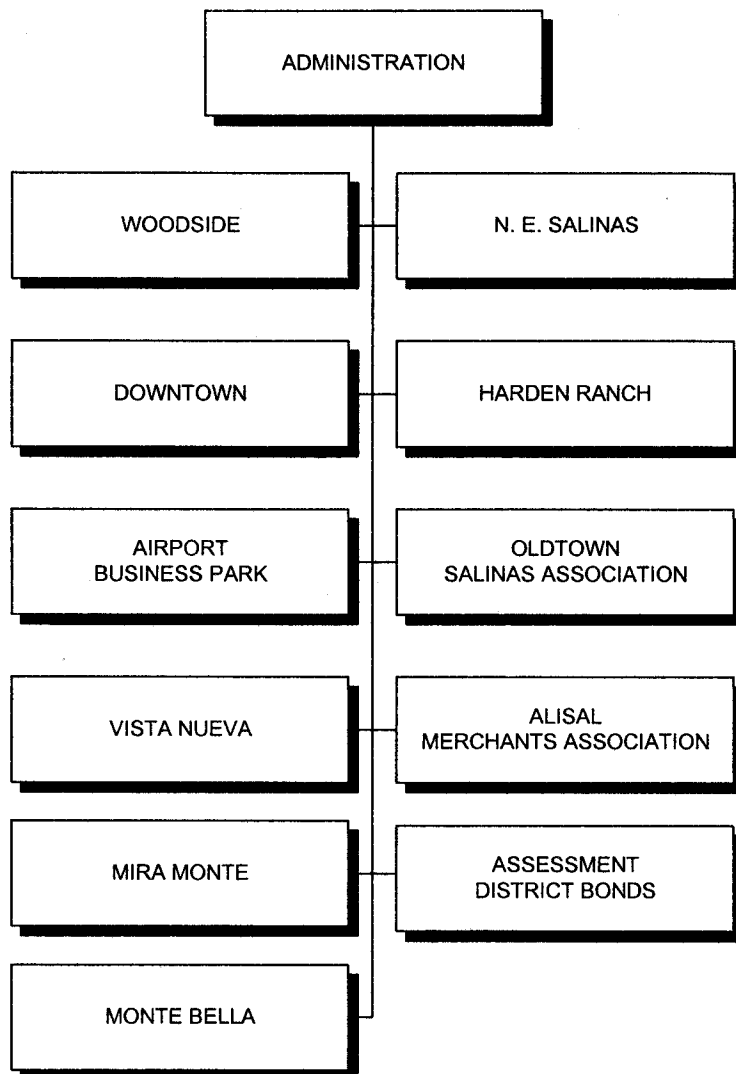 ADMINISTRATION
WOODSIDE
N. E. SALINAS
DOWNTOWN
HARDEN RANCH
AIRPORT
BUSINESS PARK
OLDTOWN
SALINAS ASSOCIATION
VISTA NUEVA
ALISAL
MERCHANTS ASSOCIATION
MIRA MONTE
ASSESSMENT
DISTRICT BONDS
MONTE BELLA